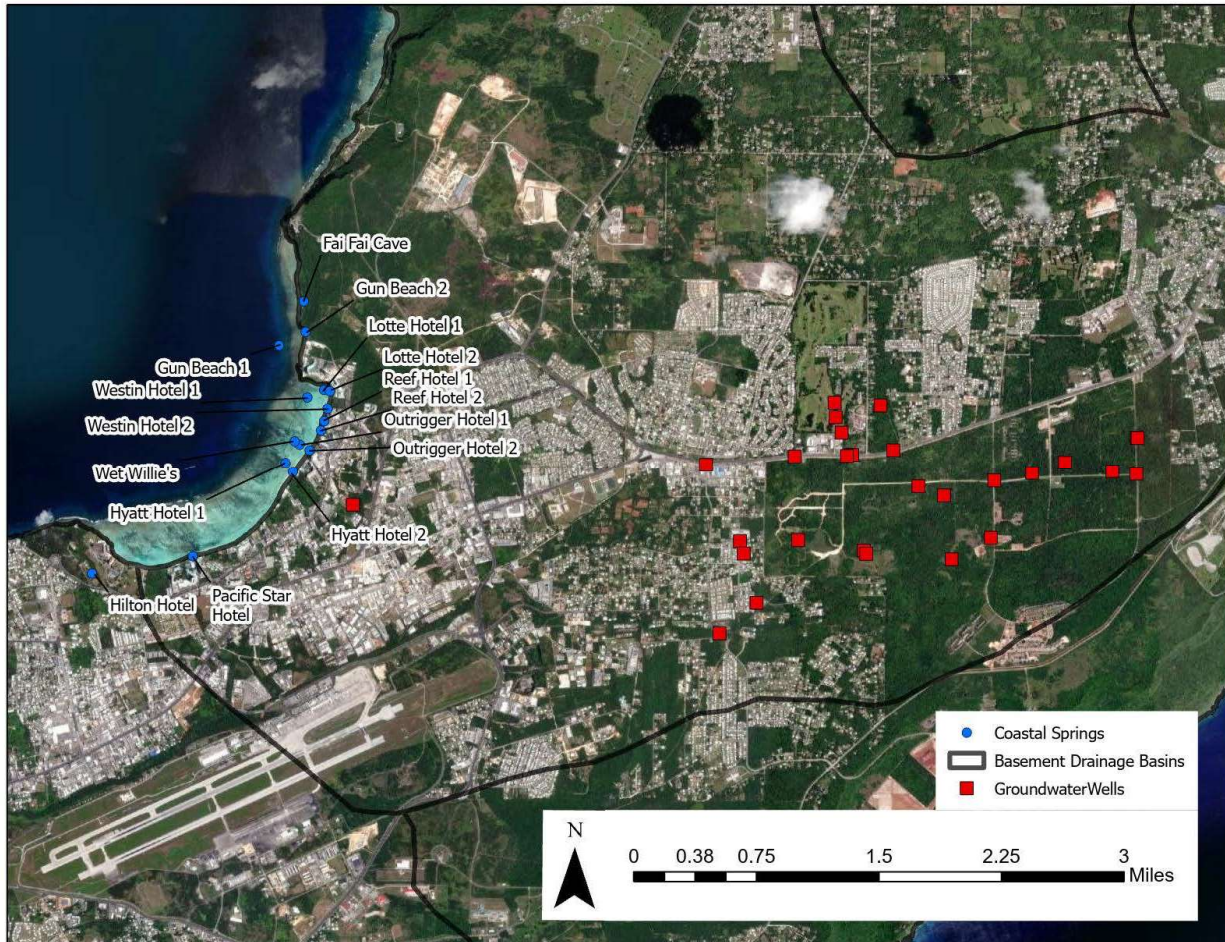 Fai Fai Cave
Gun Beach 2
Lotte Hotel 1
Gun Beach 1
Lotte Hotel 2
Westin Hotel 1
Reef Hotel 1
Reef Hotel 2
Westin Hotel 2
Outrigger Hotel 1
Outrigger Hotel 2
Wet Willie's
Hyatt Hotel 1
Hyatt Hotel 2
Hilton Hotel
Pacific Star
Hotel
Coastal Springs
Basement Drainage Basins
GroundwaterWells
N
0 0.38 0.75 1.5 2.25 3
Miles